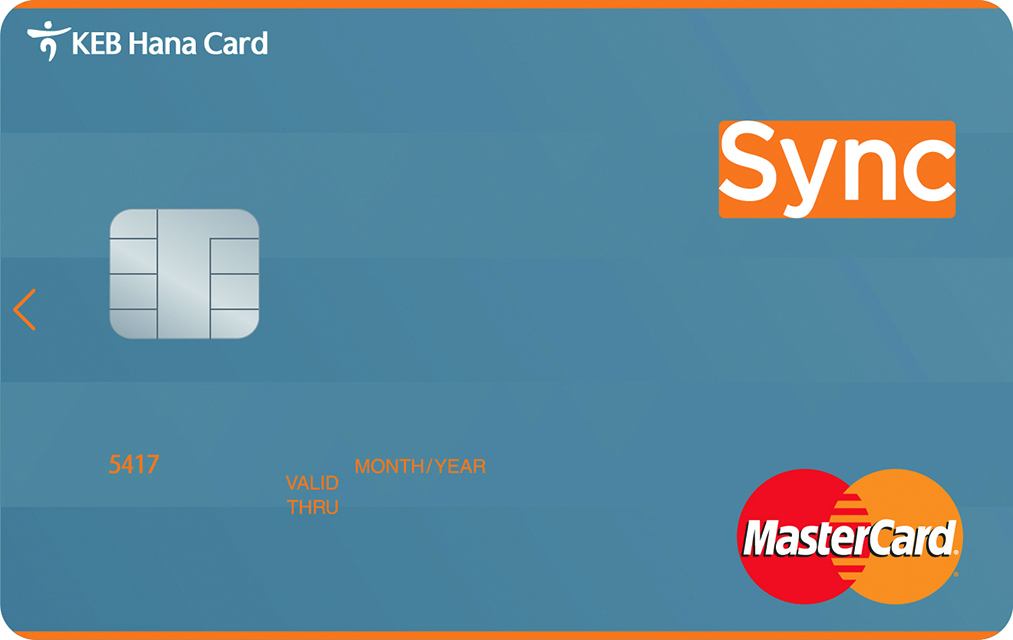 KEB Hana Card
Sync
5417
MONTH/YEAR
VALID
THRU
MasterCard